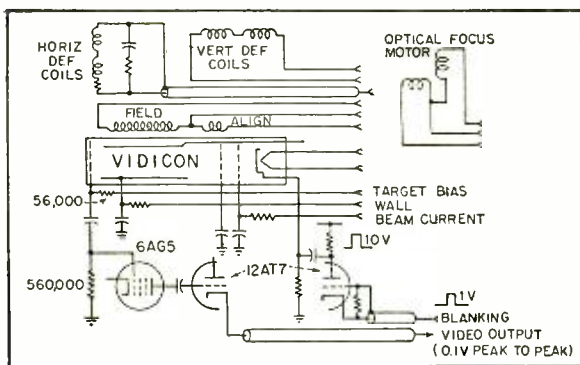 HORIZ
DEF
COILS
VERT DEF
COILS
OPTICAL FOCUS
MOTOR
FIELD
ALIGN
VIDICON
56,000
TARGET BIAS
WALL
BEAM CURRENT
10V
6AG5
12AT7
560,000
1V
BLANKING
VIDEO OUTPUT
(0.1V PEAK TO PEAK)